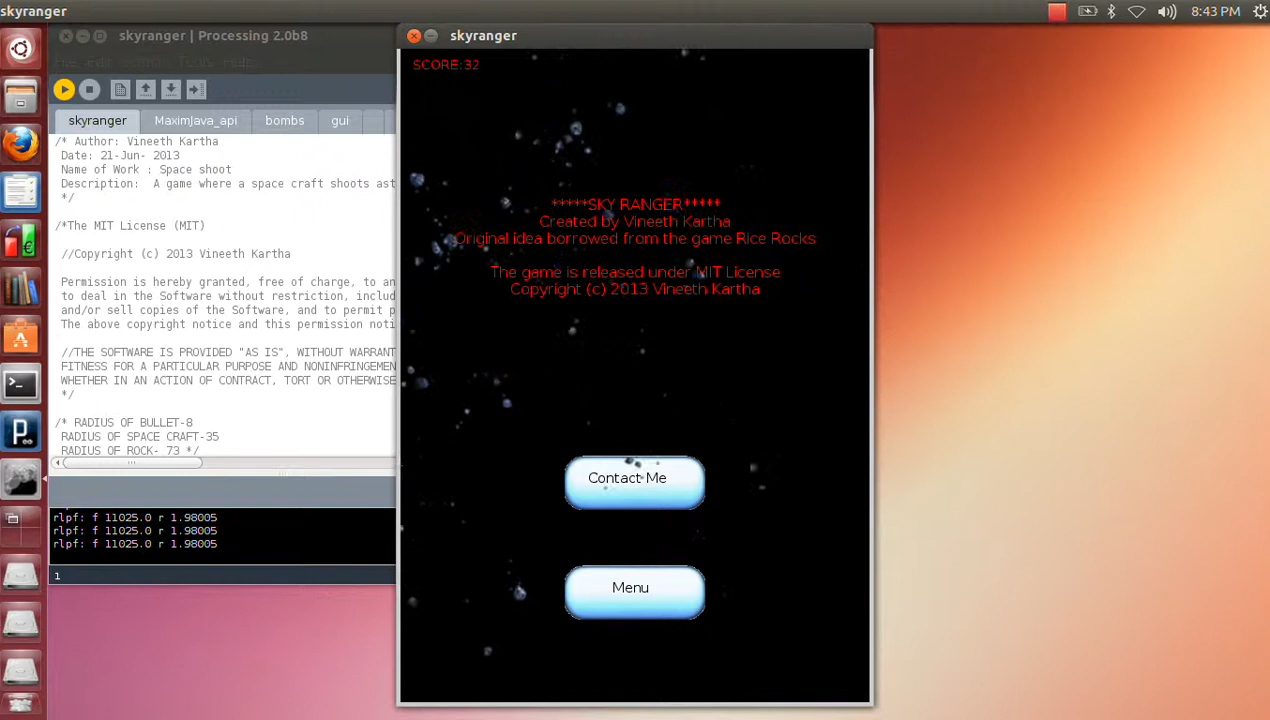 skyranger
8:43 PM
skyranger | Processing 2.0b8
skyranger
MaximJava_api
bombs
gui
/* Author: Vineeth Kartha
Date: 21-Jun- 2013
Name of Work : Space shoot
Description:  A game where a space craft shoots ast
*/
/*The MIT License (MIT)
//Copyright (c) 2013 Vineeth Kartha
Permission is hereby granted, free of charge, to an
to deal in the Software without restriction, includ
and/or sell copies of the Software, and to permit p
The above copyright notice and this permission noti
//THE SOFTWARE IS PROVIDED "AS IS", WITHOUT WARRANT
FITNESS FOR A PARTICULAR PURPOSE AND NONINFRINGEMEN
WHETHER IN AN ACTION OF CONTRACT, TORT OR OTHERWISE
*/
/* RADIUS OF BULLET-8
RADIUS OF SPACE CRAFT-35
RADIUS OF ROCK- 73 */
rlpf: f 11025.0 r 1.98005
rlpf: f 11025.0 r 1.98005
rlpf: f 11025.0 r 1.98005
1
SCORE:32
*****SKY RANGER*****
Created by Vineeth Kartha
Original idea borrowed from the game Rice Rocks
The game is released under MIT License
Copyright (c) 2013 Vineeth Kartha
Contact Me
Menu